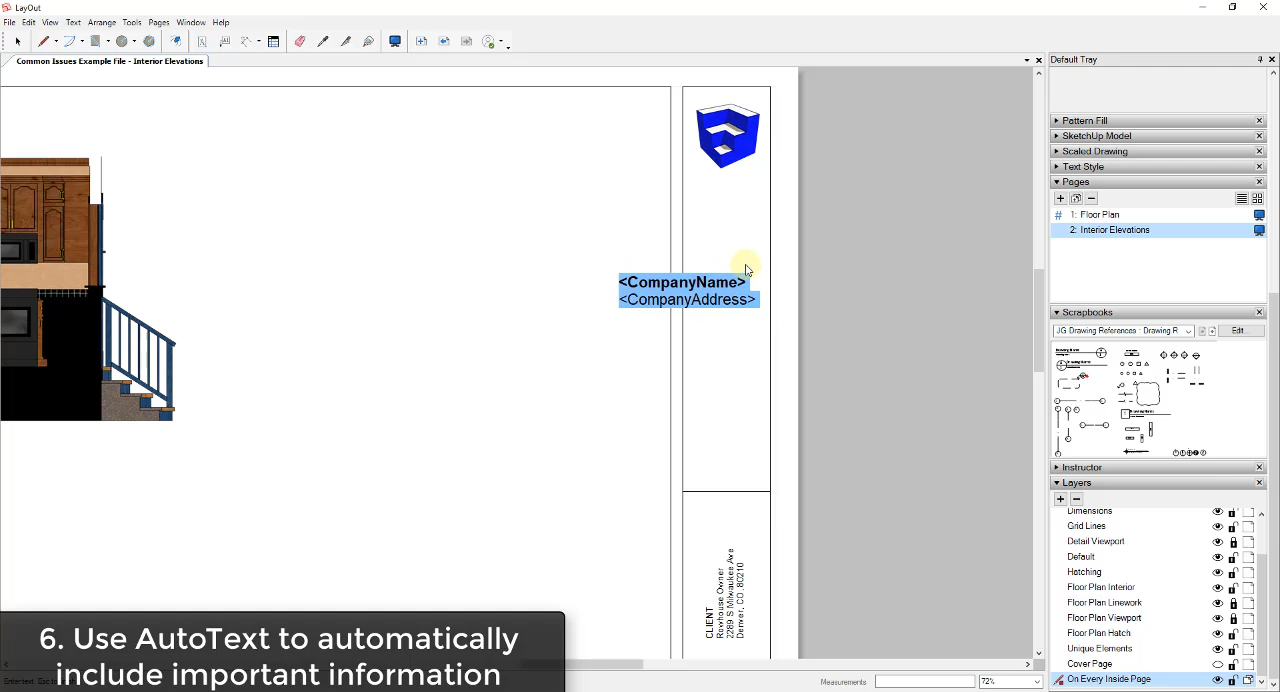 LayOut
File Edit View Text Arrange Tools Pages Window Help
Common Issues Example File - Interior Elevations
Default Tray
Pattern Fill
SketchUp Model
Scaled Drawing
Text Style
Pages
# 1: Floor Plan
2: Interior Elevations
<CompanyName>
<CompanyAddress>
Scrapbooks
JG Drawing References : Drawing R
Edit...
Instructor
Layers
Dimensions
Grid Lines
Detail Viewport
Default
Hatching
Floor Plan Interior
Floor Plan Linework
Floor Plan Viewport
Floor Plan Hatch
Unique Elements
Cover Page
On Every Inside Page
CLIENT
Rowhouse Owner
2289 S Milwaukee Ave
Denver, CO. 80210
6. Use AutoText to automatically
include important information
Measurements
72%